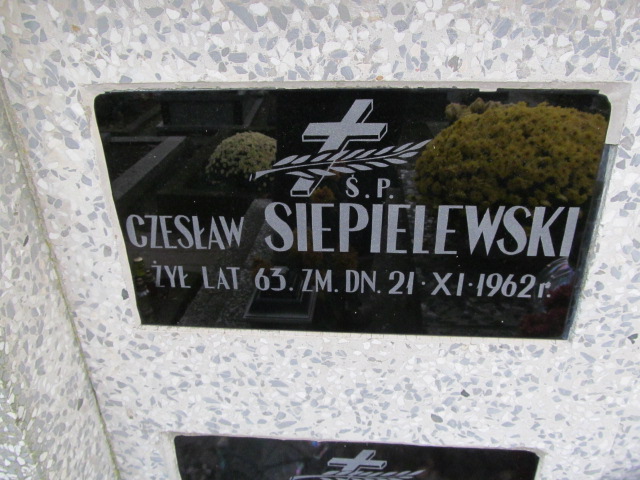 Ś.P.
CZESŁAW SIEPIELEWSKI
ŻYŁ LAT 63. ZM. DN. 21·XI·1962r.